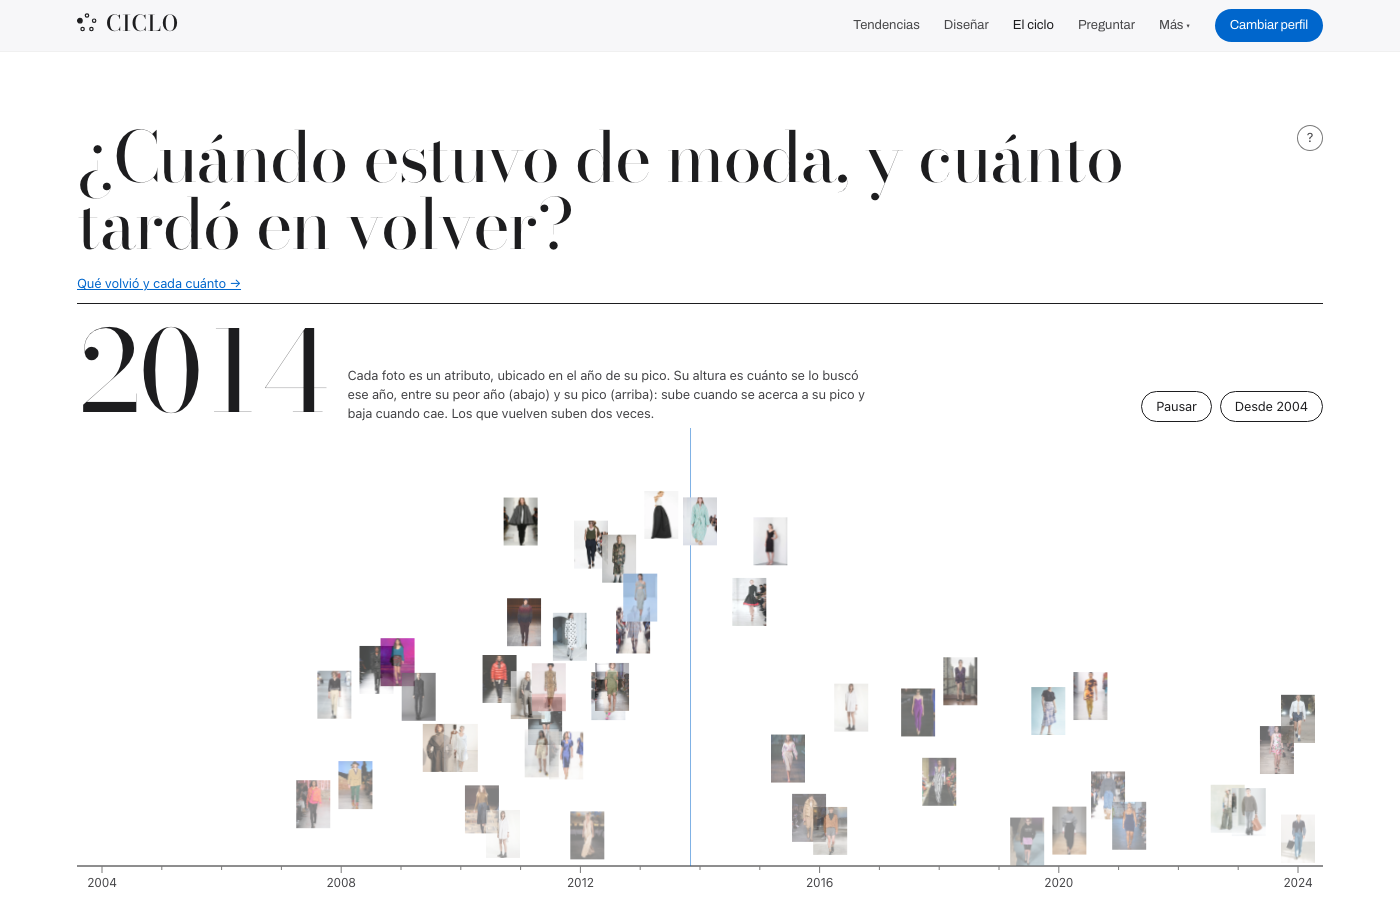 CICLO
Tendencias Diseñar El ciclo Preguntar Más Cambiar perfil
¿Cuándo estuvo de moda, y cuánto
tardó en volver?
?
Qué volvió y cada cuánto →
2014
Cada foto es un atributo, ubicado en el año de su pico. Su altura es cuánto se lo buscó
ese año, entre su peor año (abajo) y su pico (arriba): sube cuando se acerca a su pico y
baja cuando cae. Los que vuelven suben dos veces.
Pausar Desde 2004
2004 2008 2012 2016 2020 2024